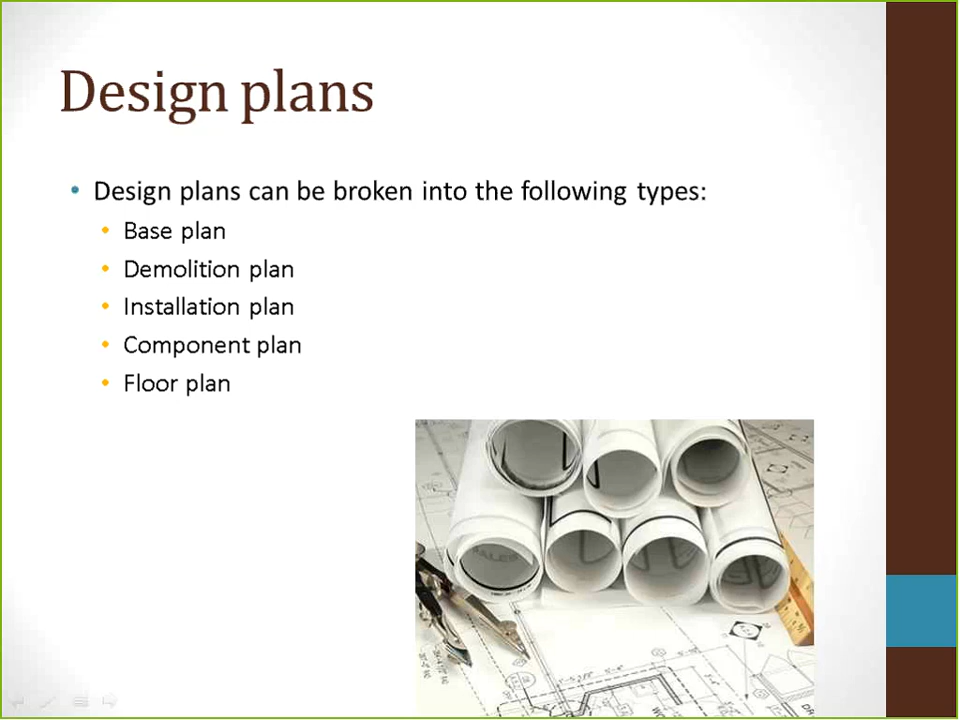 Design plans
Design plans can be broken into the following types:
Base plan
Demolition plan
Installation plan
Component plan
Floor plan